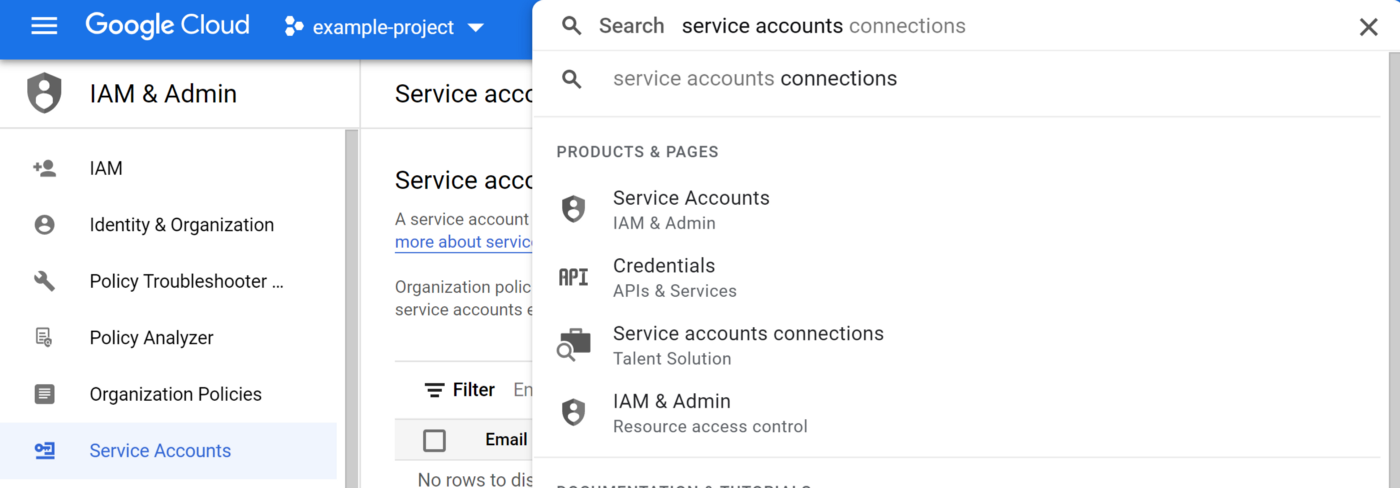 Google Cloud
example-project
Search service accounts connections
service accounts connections
IAM & Admin
IAM
Identity & Organization
Policy Troubleshooter ...
Policy Analyzer
Organization Policies
Service Accounts
Service acco
Service acco
A service account
more about servic
Organization polic
service accounts e
Filter En
Email
No rows to dis
PRODUCTS & PAGES
Service Accounts
IAM & Admin
Credentials
API
APIs & Services
Service accounts connections
Talent Solution
IAM & Admin
Resource access control
DOCUMENTATION & TUTORIALS